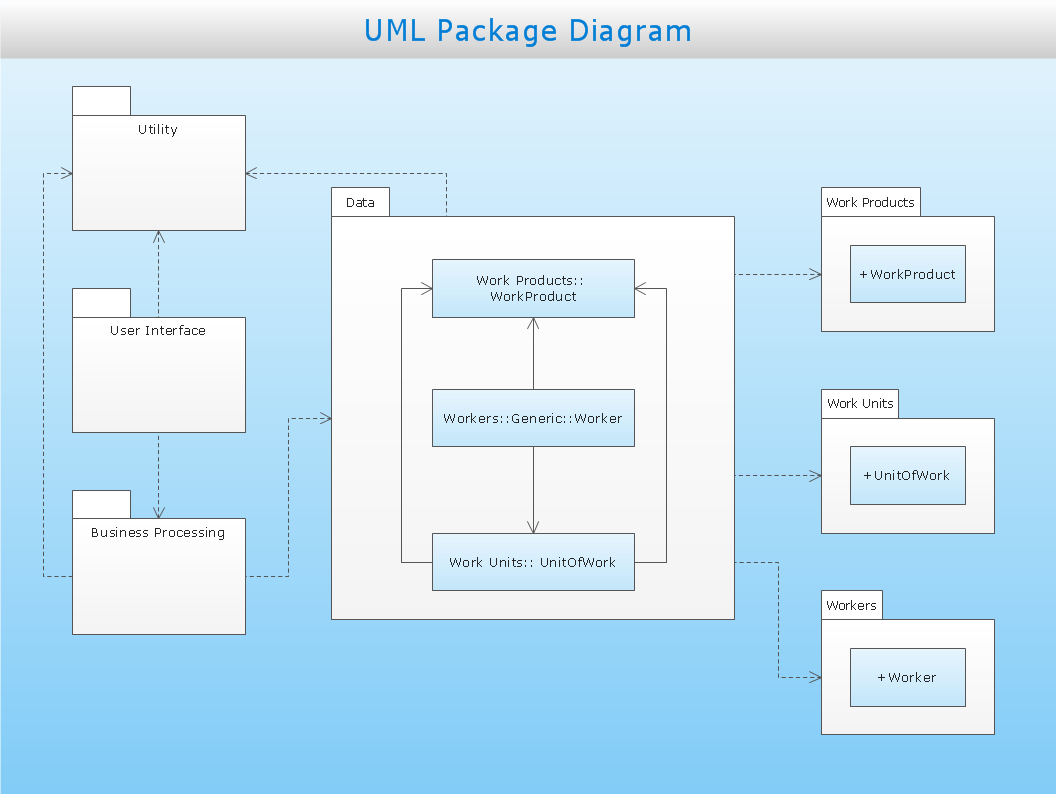 UML Package Diagram
Utility
User Interface
Business Processing
Data
Work Products::
WorkProduct
Workers::Generic::Worker
Work Units:: UnitOfWork
Work Products
+WorkProduct
Work Units
+UnitOfWork
Workers
+Worker